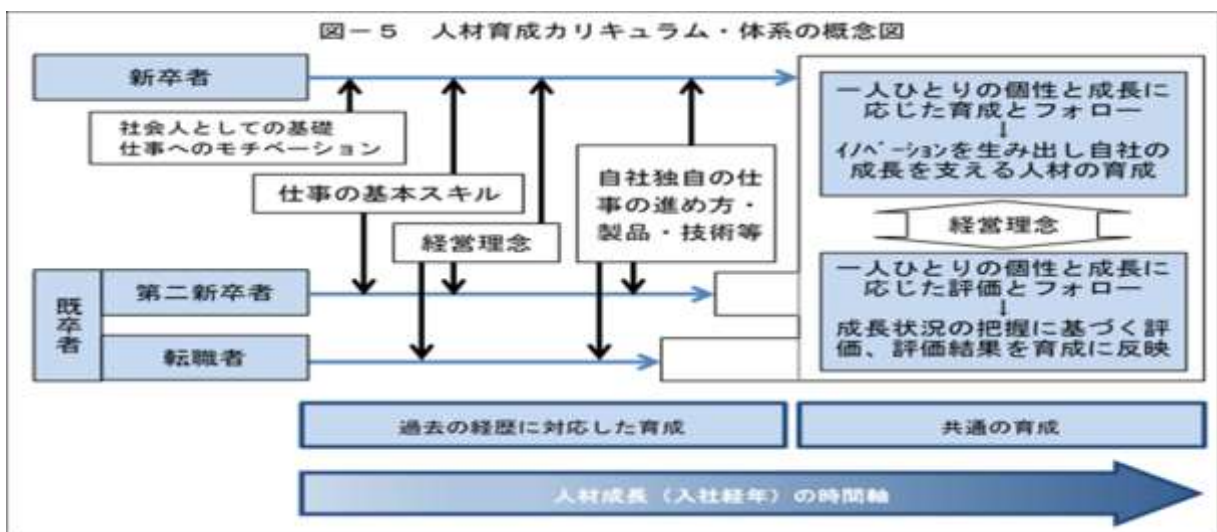 図－5　人材育成カリキュラム・体系の概念図
新卒者
社会人としての基礎
仕事へのモチベーション
仕事の基本スキル
経営理念
自社独自の仕
事の進め方・
製品・技術等
既卒者
第二新卒者
転職者
一人ひとりの個性と成長に
応じた育成とフォロー
↓
ｲﾉﾍﾞｰｼｮﾝを生み出し自社の
成長を支える人材の育成
経営理念
一人ひとりの個性と成長に
応じた評価とフォロー
↓
成長状況の把握に基づく評
価、評価結果を育成に反映
過去の経歴に対応した育成
共通の育成
人材成長（入社経年）の時間軸